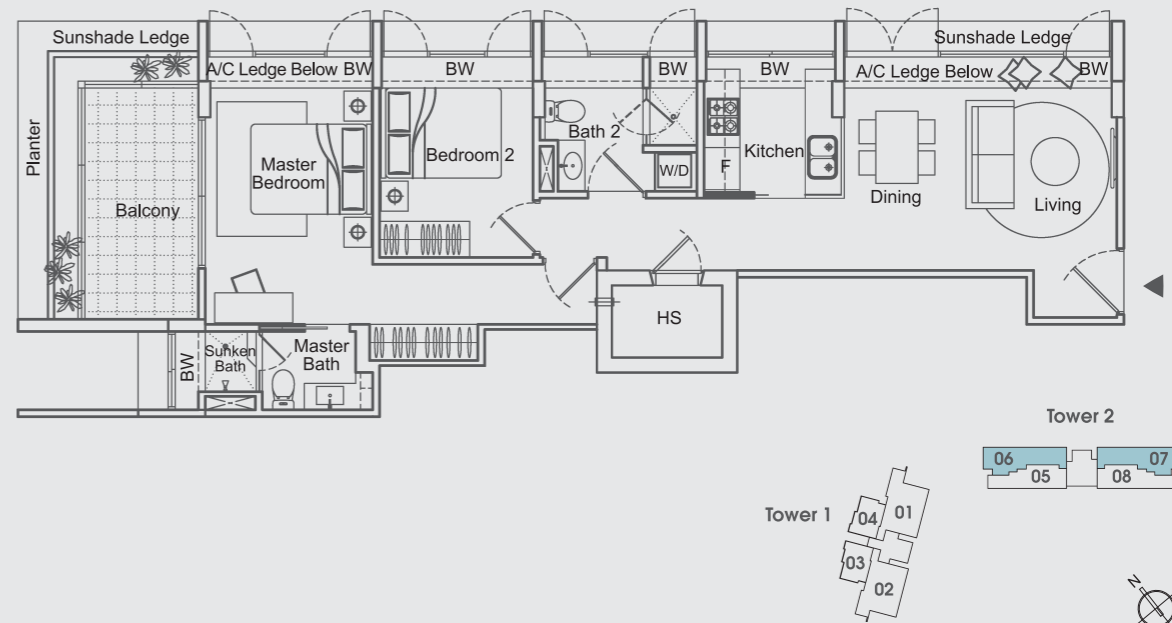 Sunshade Ledge
Sunshade Ledge
A/C Ledge Below
BW
BW
BW
BW
A/C Ledge Below
BW
Planter
Balcony
Master
Bedroom
Bedroom 2
Bath 2
W/D
F
Kitchen
Dining
Living
HS
BW
Sunken
Bath
Master
Bath
Tower 2
06
07
05
08
Tower 1
04
01
03
02
N